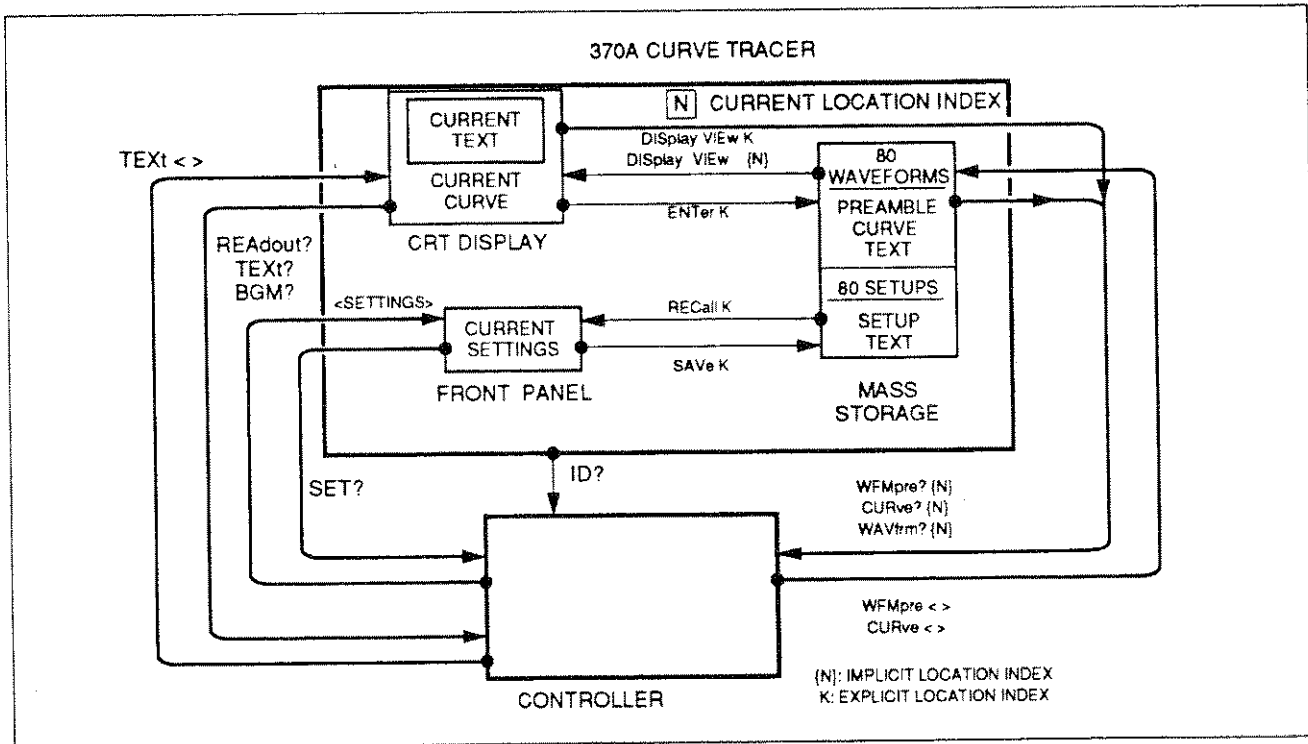 370A CURVE TRACER
N CURRENT LOCATION INDEX
CURRENT
TEXT
CURRENT
CURVE
CRT DISPLAY
TEXt < >
DISplay VIEw K
DISplay VIEw {N}
ENTer K
80
WAVEFORMS
PREAMBLE
CURVE
TEXT
80 SETUPS
SETUP
TEXT
MASS
STORAGE
REAdout?
TEXt?
BGM?
<SETTINGS>
CURRENT
SETTINGS
FRONT PANEL
RECall K
SAVe K
SET?
ID?
WFMpre? {N}
CURve? {N}
WAVfrm? {N}
WFMpre < >
CURve < >
CONTROLLER
{N}: IMPLICIT LOCATION INDEX
K: EXPLICIT LOCATION INDEX